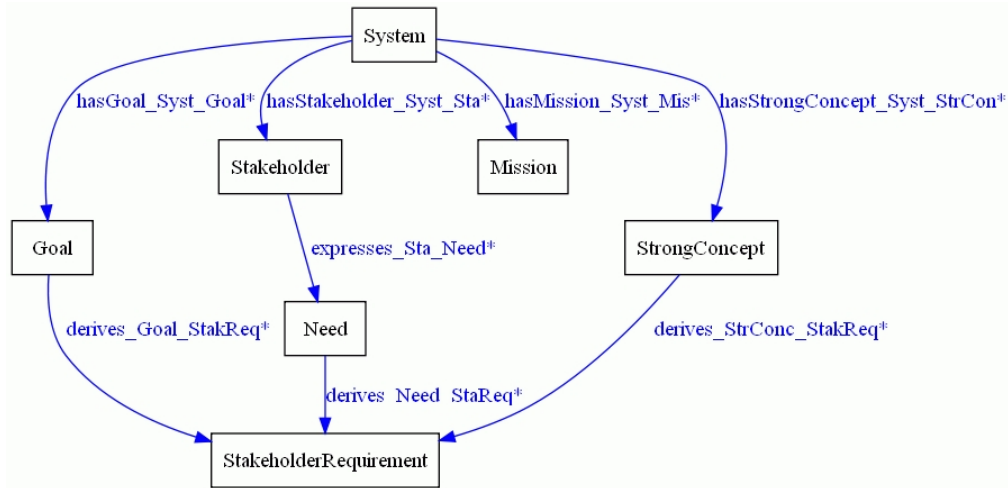 System
hasGoal_Syst_Goal*
hasStakeholder_Syst_Sta*
hasMission_Syst_Mis*
hasStrongConcept_Syst_StrCon*
Stakeholder
Mission
Goal
expresses_Sta_Need*
StrongConcept
derives_Goal_StakReq*
Need
derives_StrConc_StakReq*
derives_Need_StaReq*
StakeholderRequirement